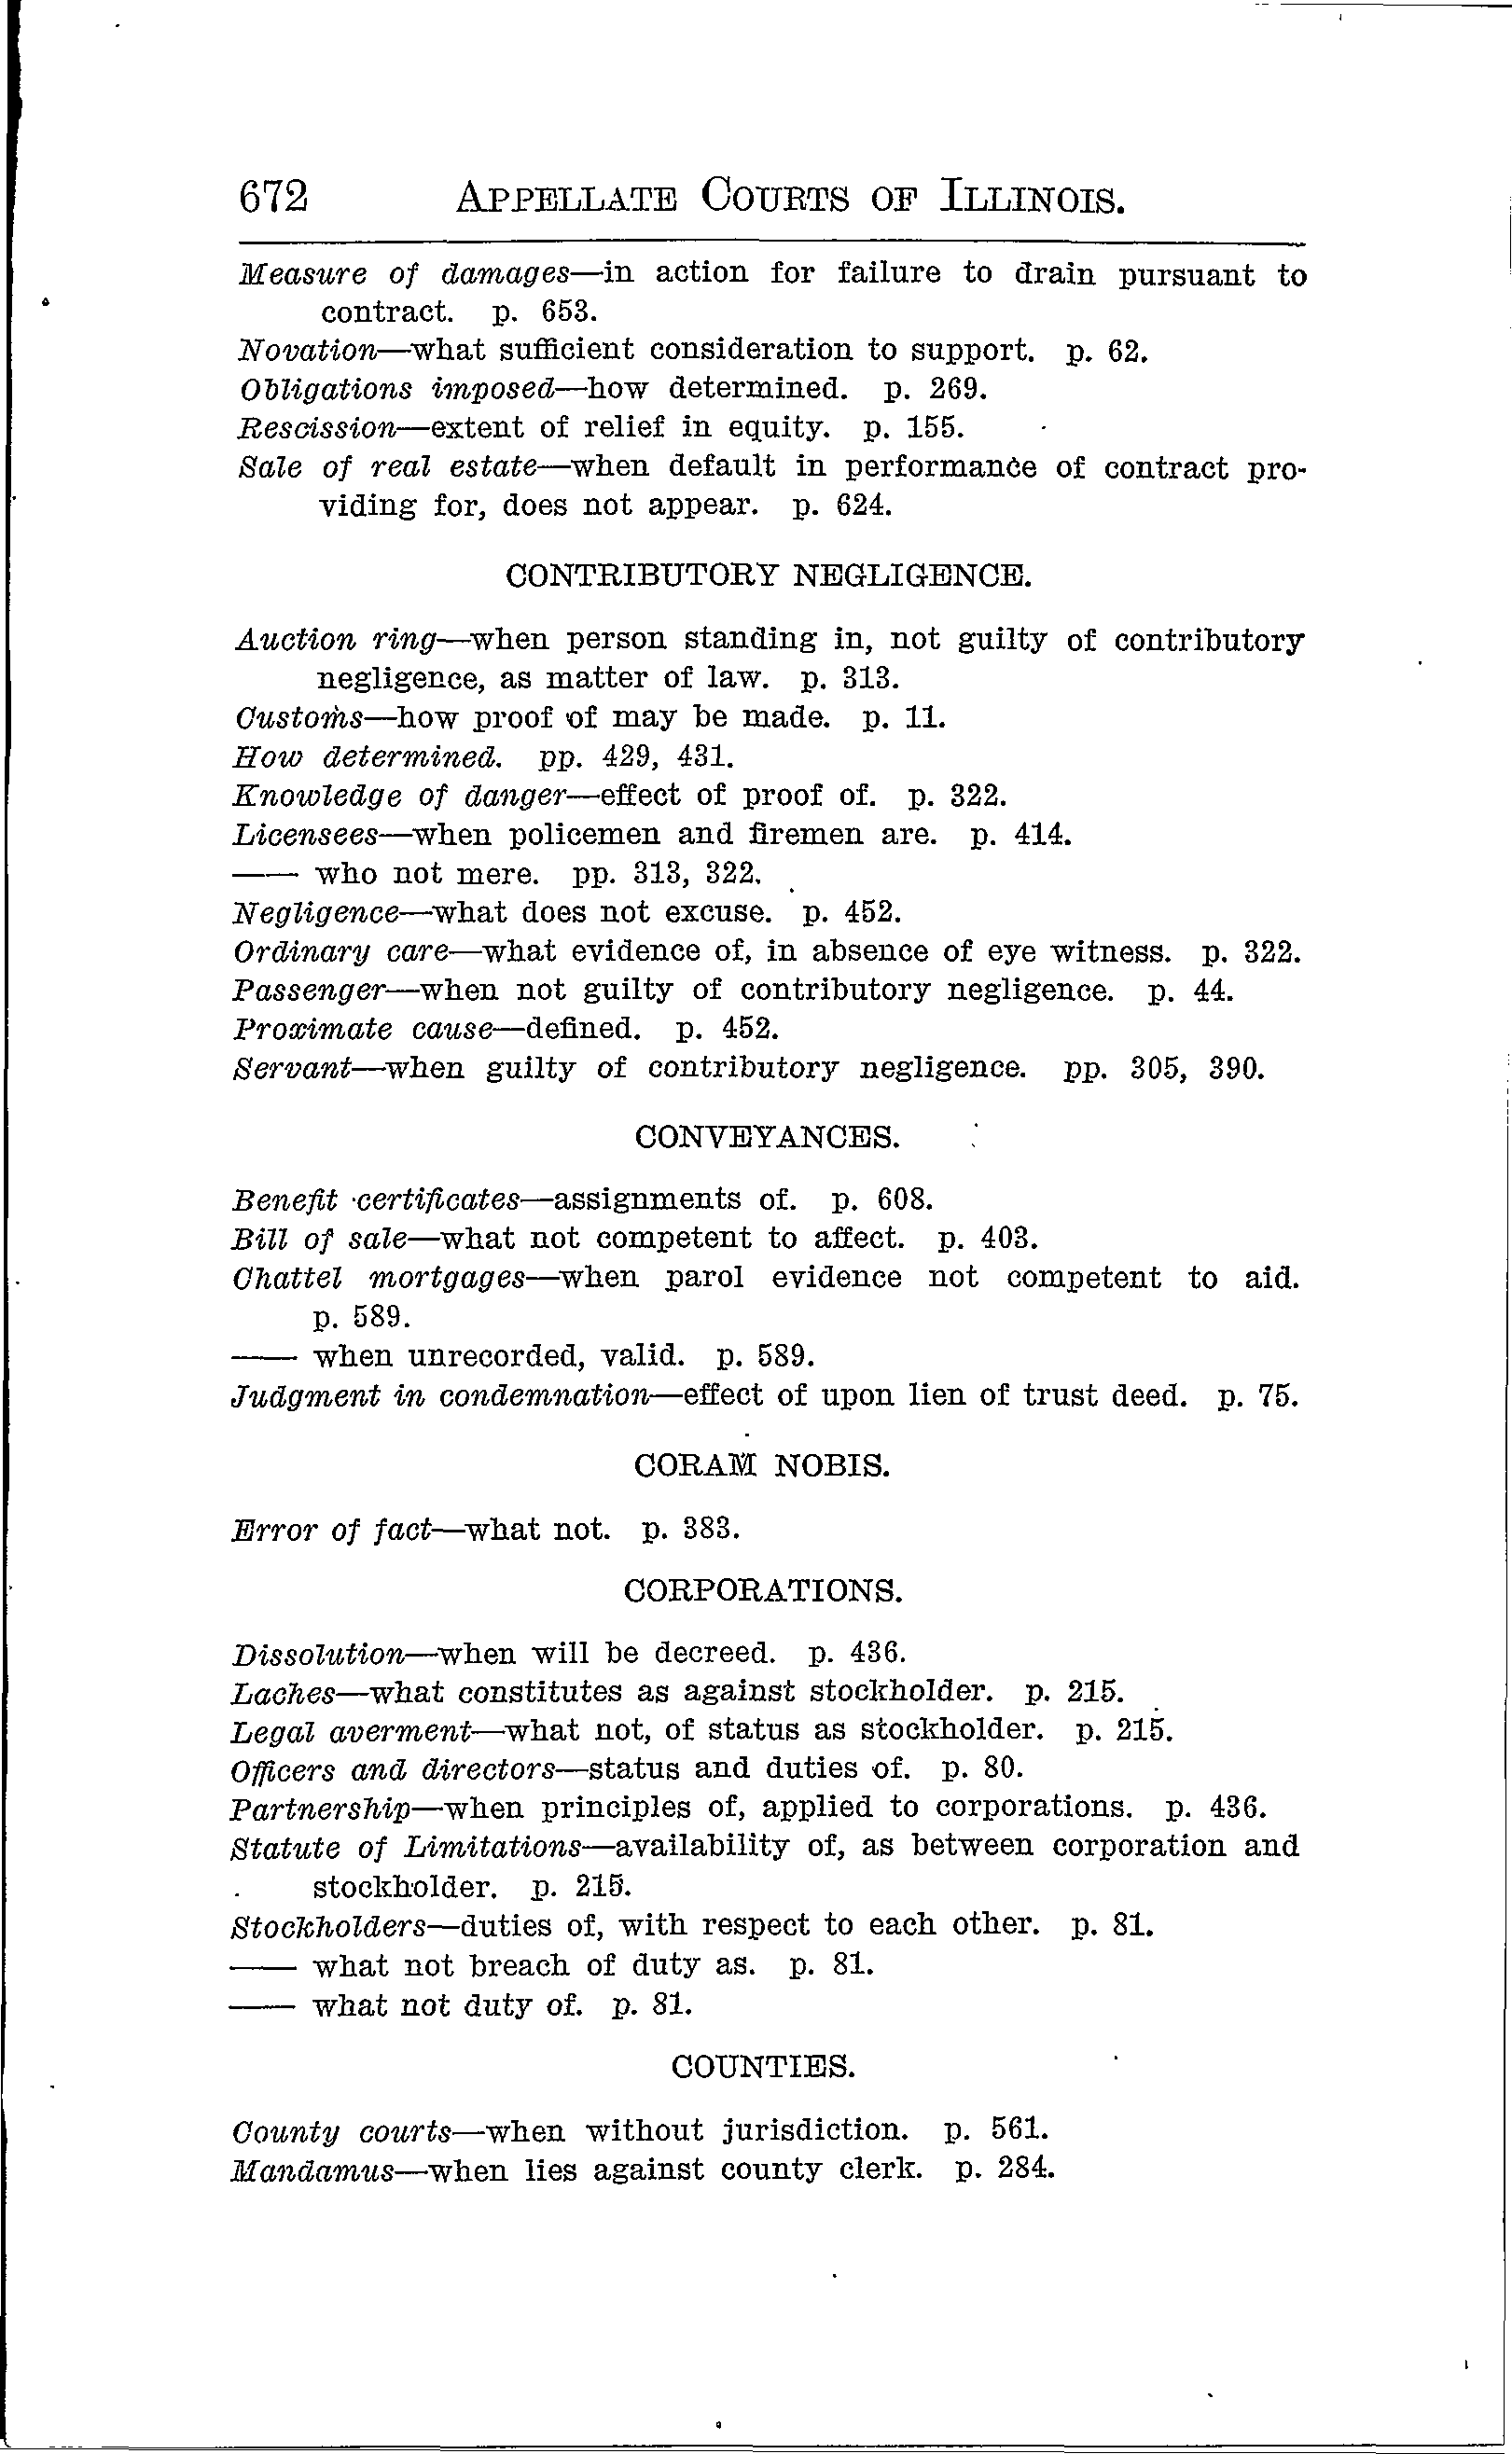 672 APPELLATE COURTS OF ILLINOIS.
Measure of damages—in action for failure to drain pursuant to
contract. p. 653.
Novation—what sufficient consideration to support. p. 62.
Obligations imposed—how determined. p. 269.
Rescission—extent of relief in equity. p. 155.
Sale of real estate—when default in performance of contract pro-
viding for, does not appear. p. 624.
CONTRIBUTORY NEGLIGENCE.
Auction ring—when person standing in, not guilty of contributory
negligence, as matter of law. p. 313.
Customs—how proof of may be made. p. 11.
How determined. pp. 429, 431.
Knowledge of danger—effect of proof of. p. 322.
Licensees—when policemen and firemen are. p. 414.
—— who not mere. pp. 313, 322.
Negligence—what does not excuse. p. 452.
Ordinary care—what evidence of, in absence of eye witness. p. 322.
Passenger—when not guilty of contributory negligence. p. 44.
Proximate cause—defined. p. 452.
Servant—when guilty of contributory negligence. pp. 305, 390.
CONVEYANCES.
Benefit certificates—assignments of. p. 608.
Bill of sale—what not competent to affect. p. 403.
Chattel mortgages—when parol evidence not competent to aid.
p. 589.
—— when unrecorded, valid. p. 589.
Judgment in condemnation—effect of upon lien of trust deed. p. 75.
CORAM NOBIS.
Error of fact—what not. p. 383.
CORPORATIONS.
Dissolution—when will be decreed. p. 436.
Laches—what constitutes as against stockholder. p. 215.
Legal averment—what not, of status as stockholder. p. 215.
Officers and directors—status and duties of. p. 80.
Partnership—when principles of, applied to corporations. p. 436.
Statute of Limitations—availability of, as between corporation and
stockholder. p. 215.
Stockholders—duties of, with respect to each other. p. 81.
—— what not breach of duty as. p. 81.
—— what not duty of. p. 81.
COUNTIES.
County courts—when without jurisdiction. p. 561.
Mandamus—when lies against county clerk. p. 284.